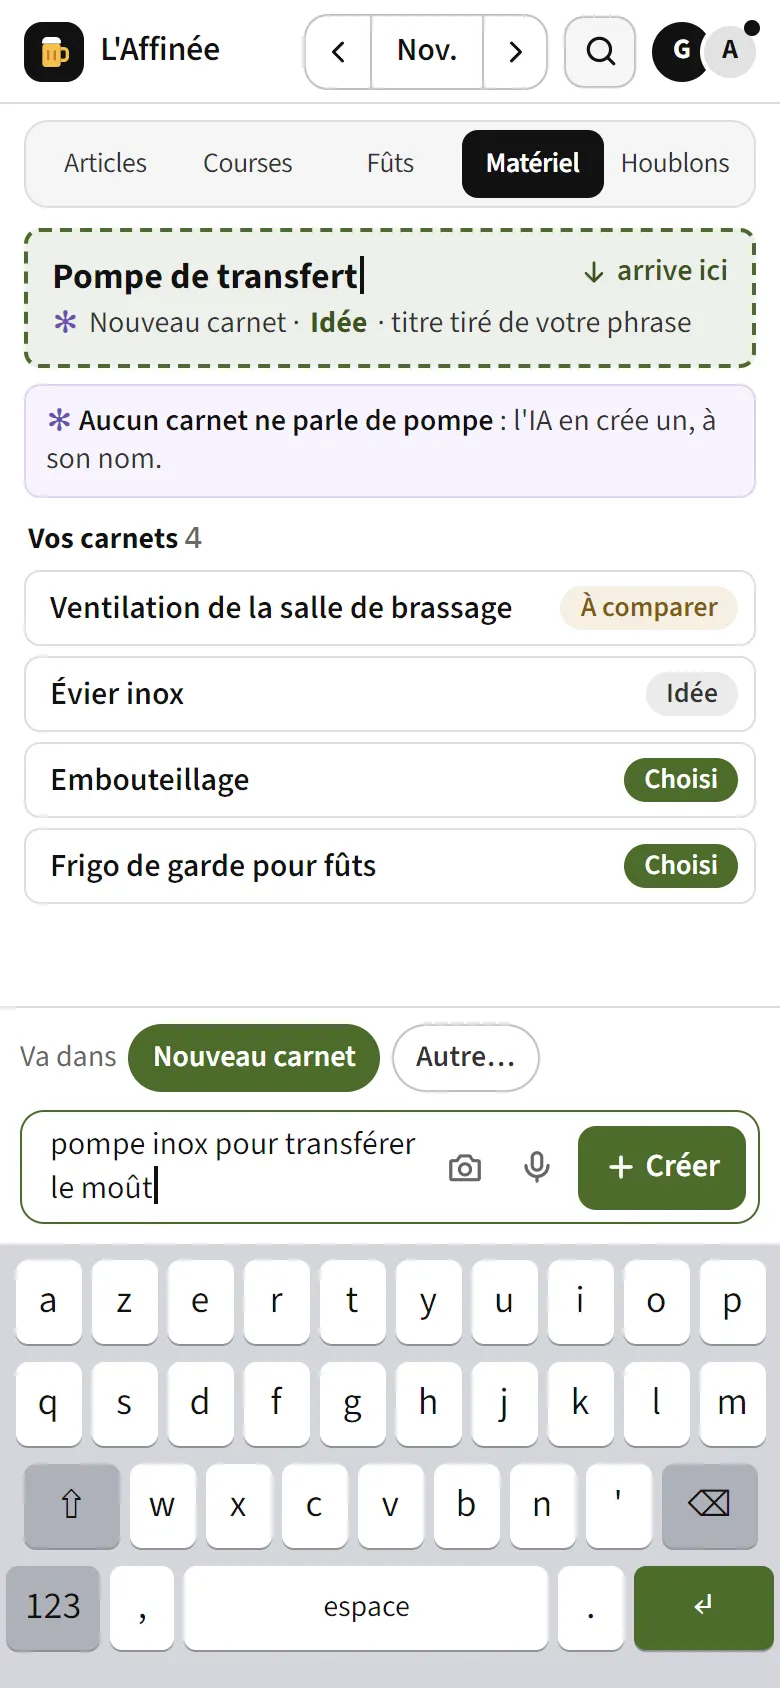 L'Affinée
Nov.
G
A
Articles
Courses
Fûts
Matériel
Houblons
Pompe de transfert
↓ arrive ici
✻ Nouveau carnet · Idée · titre tiré de votre phrase
✻ Aucun carnet ne parle de pompe : l'IA en crée un, à
son nom.
Vos carnets 4
Ventilation de la salle de brassage
À comparer
Évier inox
Idée
Embouteillage
Choisi
Frigo de garde pour fûts
Choisi
Va dans
Nouveau carnet
Autre…
pompe inox pour transférer
le moût
+ Créer
a z e r t y u i o p
q s d f g h j k l m
⇧ w x c v b n ' ⌫
123 , espace . ↵